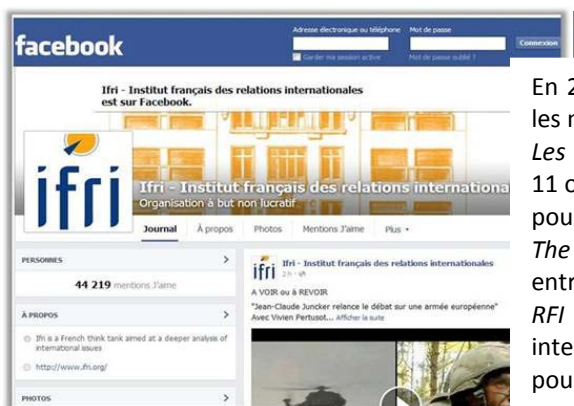 Adresse électronique ou téléphone
Mot de passe
facebook
Connexion
Garder ma session active
Mot de passe oublié ?
Ifri - Institut français des relations internationales
est sur Facebook.
ifri
Ifri - Institut français des relations internationa
Organisation à but non lucratif
Journal
À propos
Photos
Mentions J'aime
Plus
PERSONNES
44 219 mentions J'aime
À PROPOS
Ifri is a French think tank aimed at a deeper analysis of
international issues
http://www.ifri.org/
PHOTOS
ifri
Ifri - Institut français des relations internationales
2 h
A VOIR ou à REVOIR
"Jean-Claude Juncker relance le débat sur une armée européenne"
Avec Vivien Pertusot... Afficher la suite
En 2
les
Les
11
pou
The
entr
RFI
inte
pou